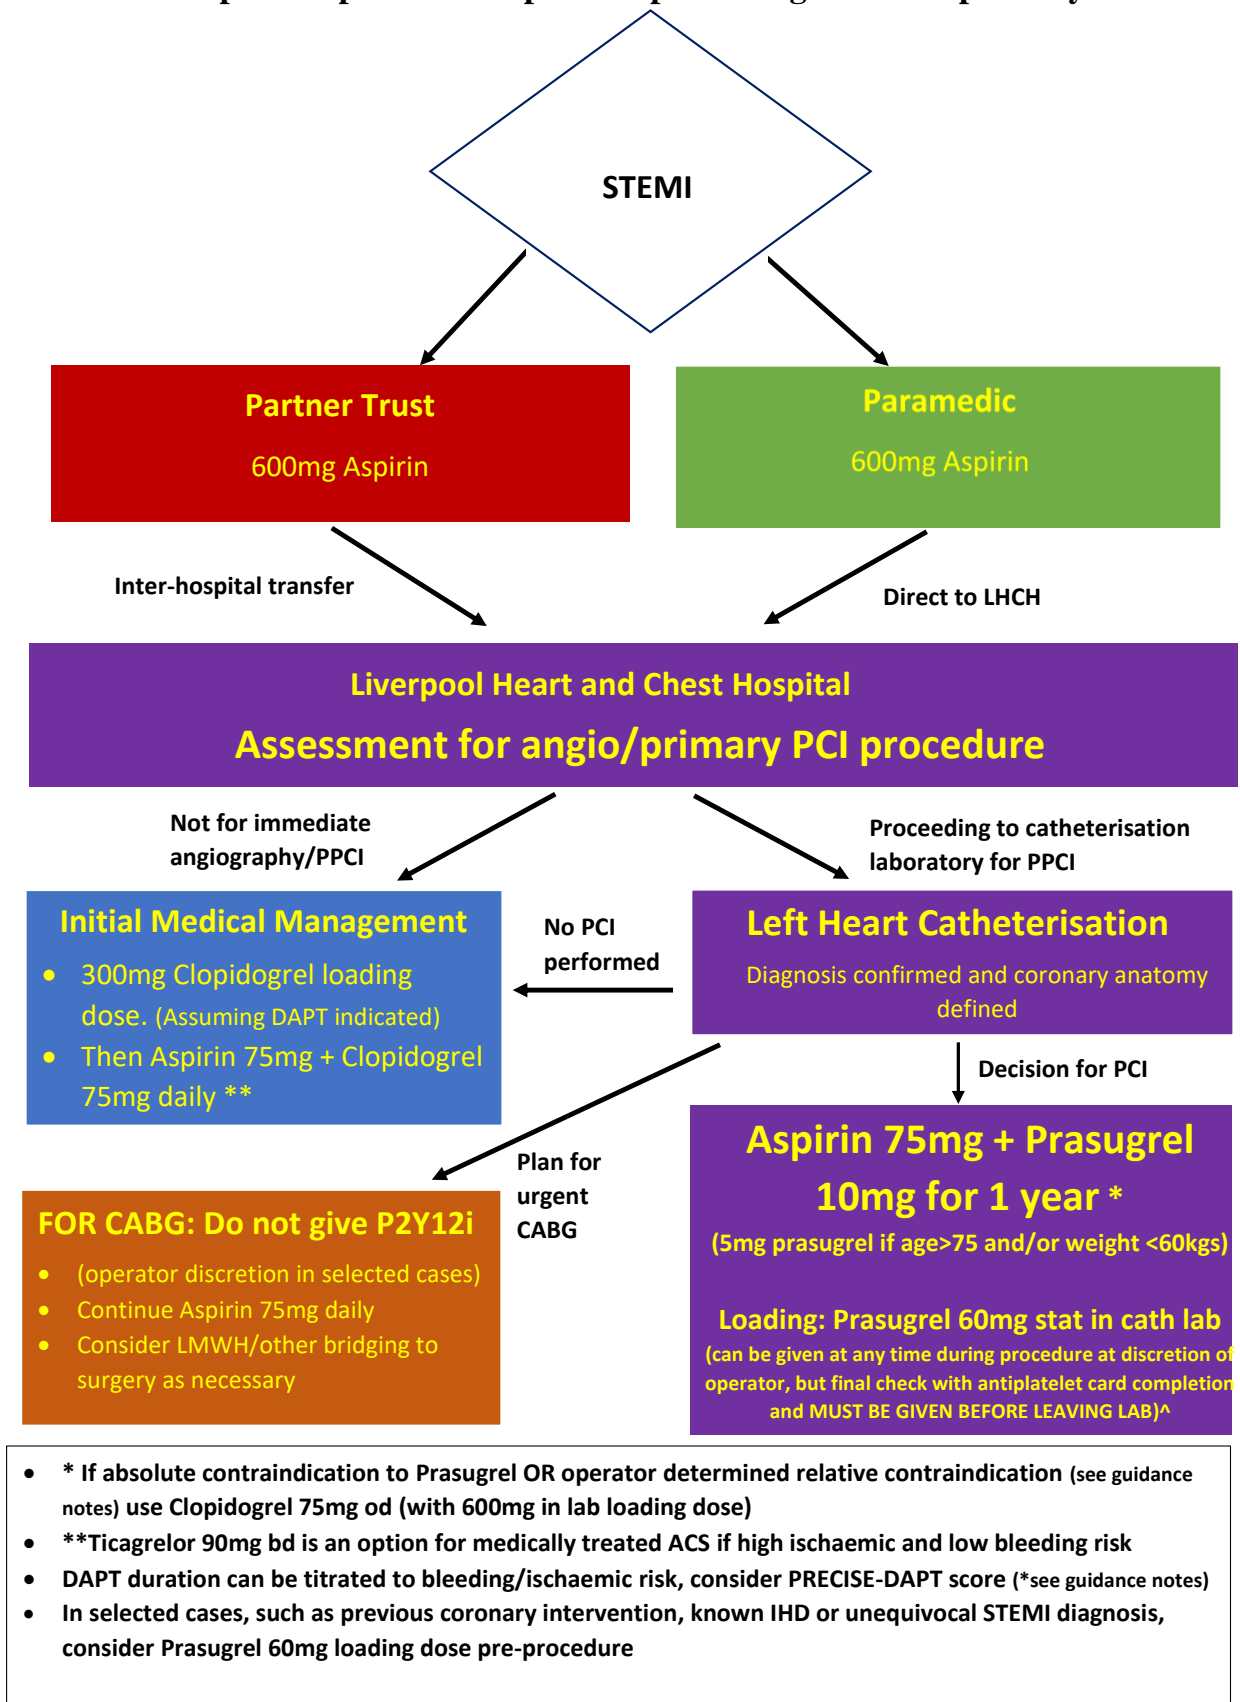 STEMI
Partner Trust
600mg Aspirin
Paramedic
600mg Aspirin
Inter-hospital transfer
Direct to LHCH
Liverpool Heart and Chest Hospital
Assessment for angio/primary PCI procedure
Not for immediate
angiography/PPCI
Proceeding to catheterisation
laboratory for PPCI
Initial Medical Management
• 300mg Clopidogrel loading
dose. (Assuming DAPT indicated)
• Then Aspirin 75mg + Clopidogrel
75mg daily **
No PCI
performed
Left Heart Catheterisation
Diagnosis confirmed and coronary anatomy
defined
Decision for PCI
Plan for
urgent
CABG
FOR CABG: Do not give P2Y12i
• (operator discretion in selected cases)
• Continue Aspirin 75mg daily
• Consider LMWH/other bridging to
surgery as necessary
Aspirin 75mg + Prasugrel
10mg for 1 year *
(5mg prasugrel if age>75 and/or weight <60kgs)
Loading: Prasugrel 60mg stat in cath lab
(can be given at any time during procedure at discretion of
operator, but final check with antiplatelet card completion
and MUST BE GIVEN BEFORE LEAVING LAB)^
• * If absolute contraindication to Prasugrel OR operator determined relative contraindication (see guidance
notes) use Clopidogrel 75mg od (with 600mg in lab loading dose)
• **Ticagrelor 90mg bd is an option for medically treated ACS if high ischaemic and low bleeding risk
• DAPT duration can be titrated to bleeding/ischaemic risk, consider PRECISE-DAPT score (*see guidance notes)
• In selected cases, such as previous coronary intervention, known IHD or unequivocal STEMI diagnosis,
consider Prasugrel 60mg loading dose pre-procedure